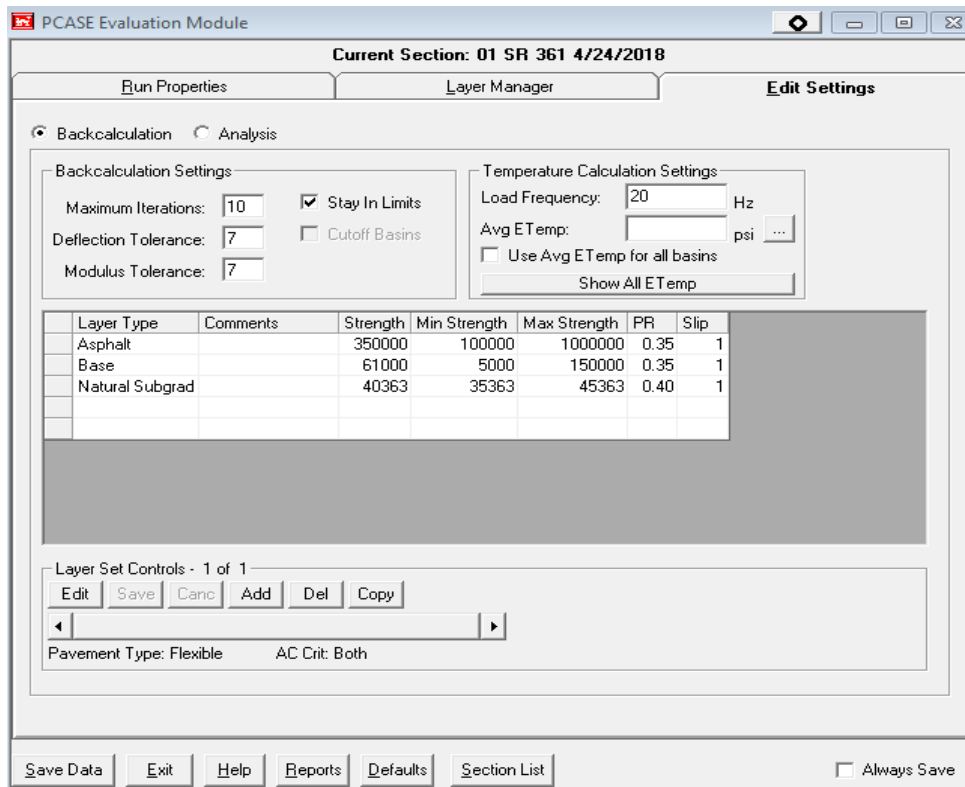 PCASE Evaluation Module
Current Section: 01 SR 361 4/24/2018
Run Properties Layer Manager Edit Settings
Backcalculation Analysis
Backcalculation Settings
Maximum Iterations: 10 Stay In Limits
Deflection Tolerance: 7 Cutoff Basins
Modulus Tolerance: 7
Temperature Calculation Settings
Load Frequency: 20 Hz
Avg ETemp: psi ...
Use Avg ETemp for all basins
Show All ETemp
Layer Type Comments Strength Min Strength Max Strength PR Slip
Asphalt 350000 100000 1000000 0.35 1
Base 61000 5000 150000 0.35 1
Natural Subgrad 40363 35363 45363 0.40 1
Layer Set Controls - 1 of 1
Edit Save Canc Add Del Copy
Pavement Type: Flexible AC Crit: Both
Save Data Exit Help Reports Defaults Section List Always Save